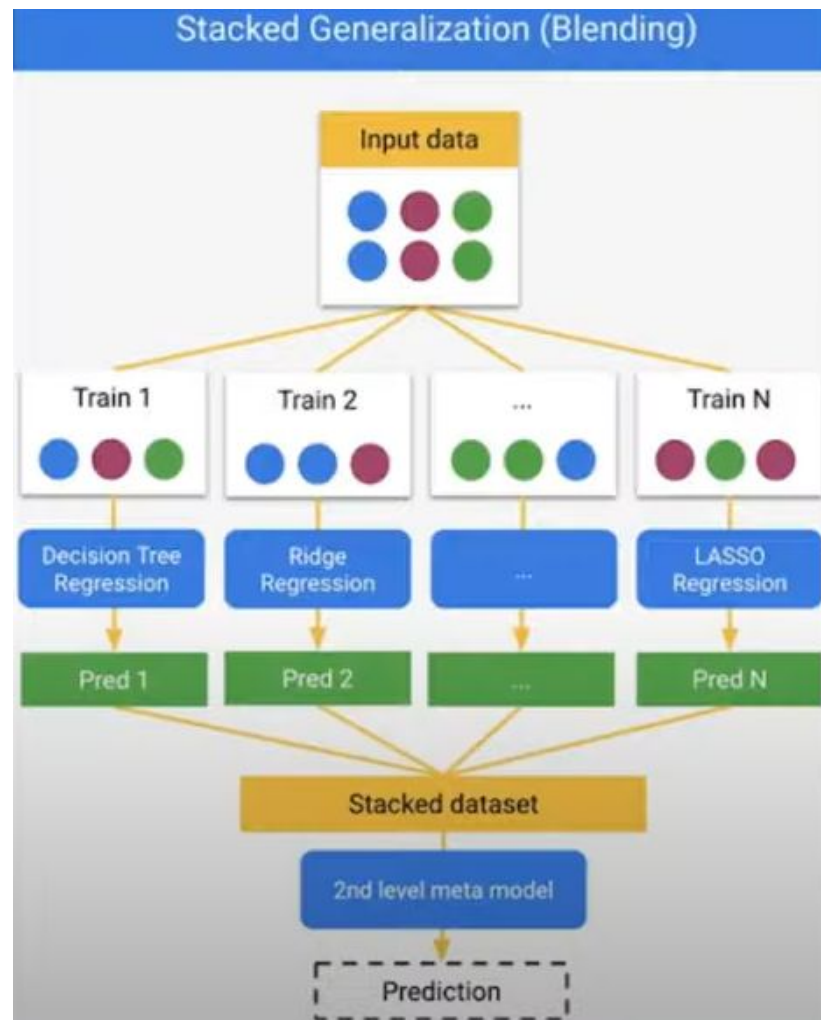 Stacked Generalization (Blending)
Input data
Train 1
Train 2
...
Train N
Decision Tree
Regression
Ridge
Regression
...
LASSO
Regression
Pred 1
Pred 2
...
Pred N
Stacked dataset
2nd level meta model
Prediction